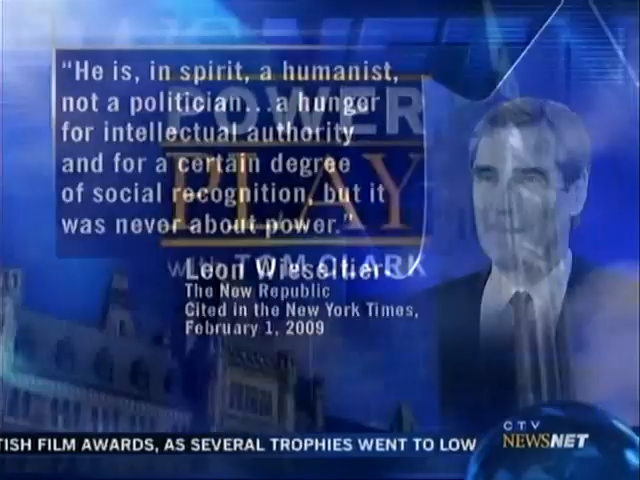 "He is, in spirit, a humanist,
not a politician...a hunger
for intellectual authority
and for a certain degree
of social recognition, but it
was never about power."
POWER
PLAY
with TOM CLARK
Leon Wieseltier
The New Republic
Cited in the New York Times,
February 1, 2009
TISH FILM AWARDS, AS SEVERAL TROPHIES WENT TO LOW
CTV
NEWSNET